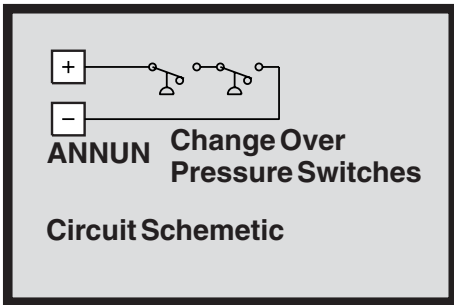 +
−
ANNUN
Change Over
Pressure Switches
Circuit Schemetic